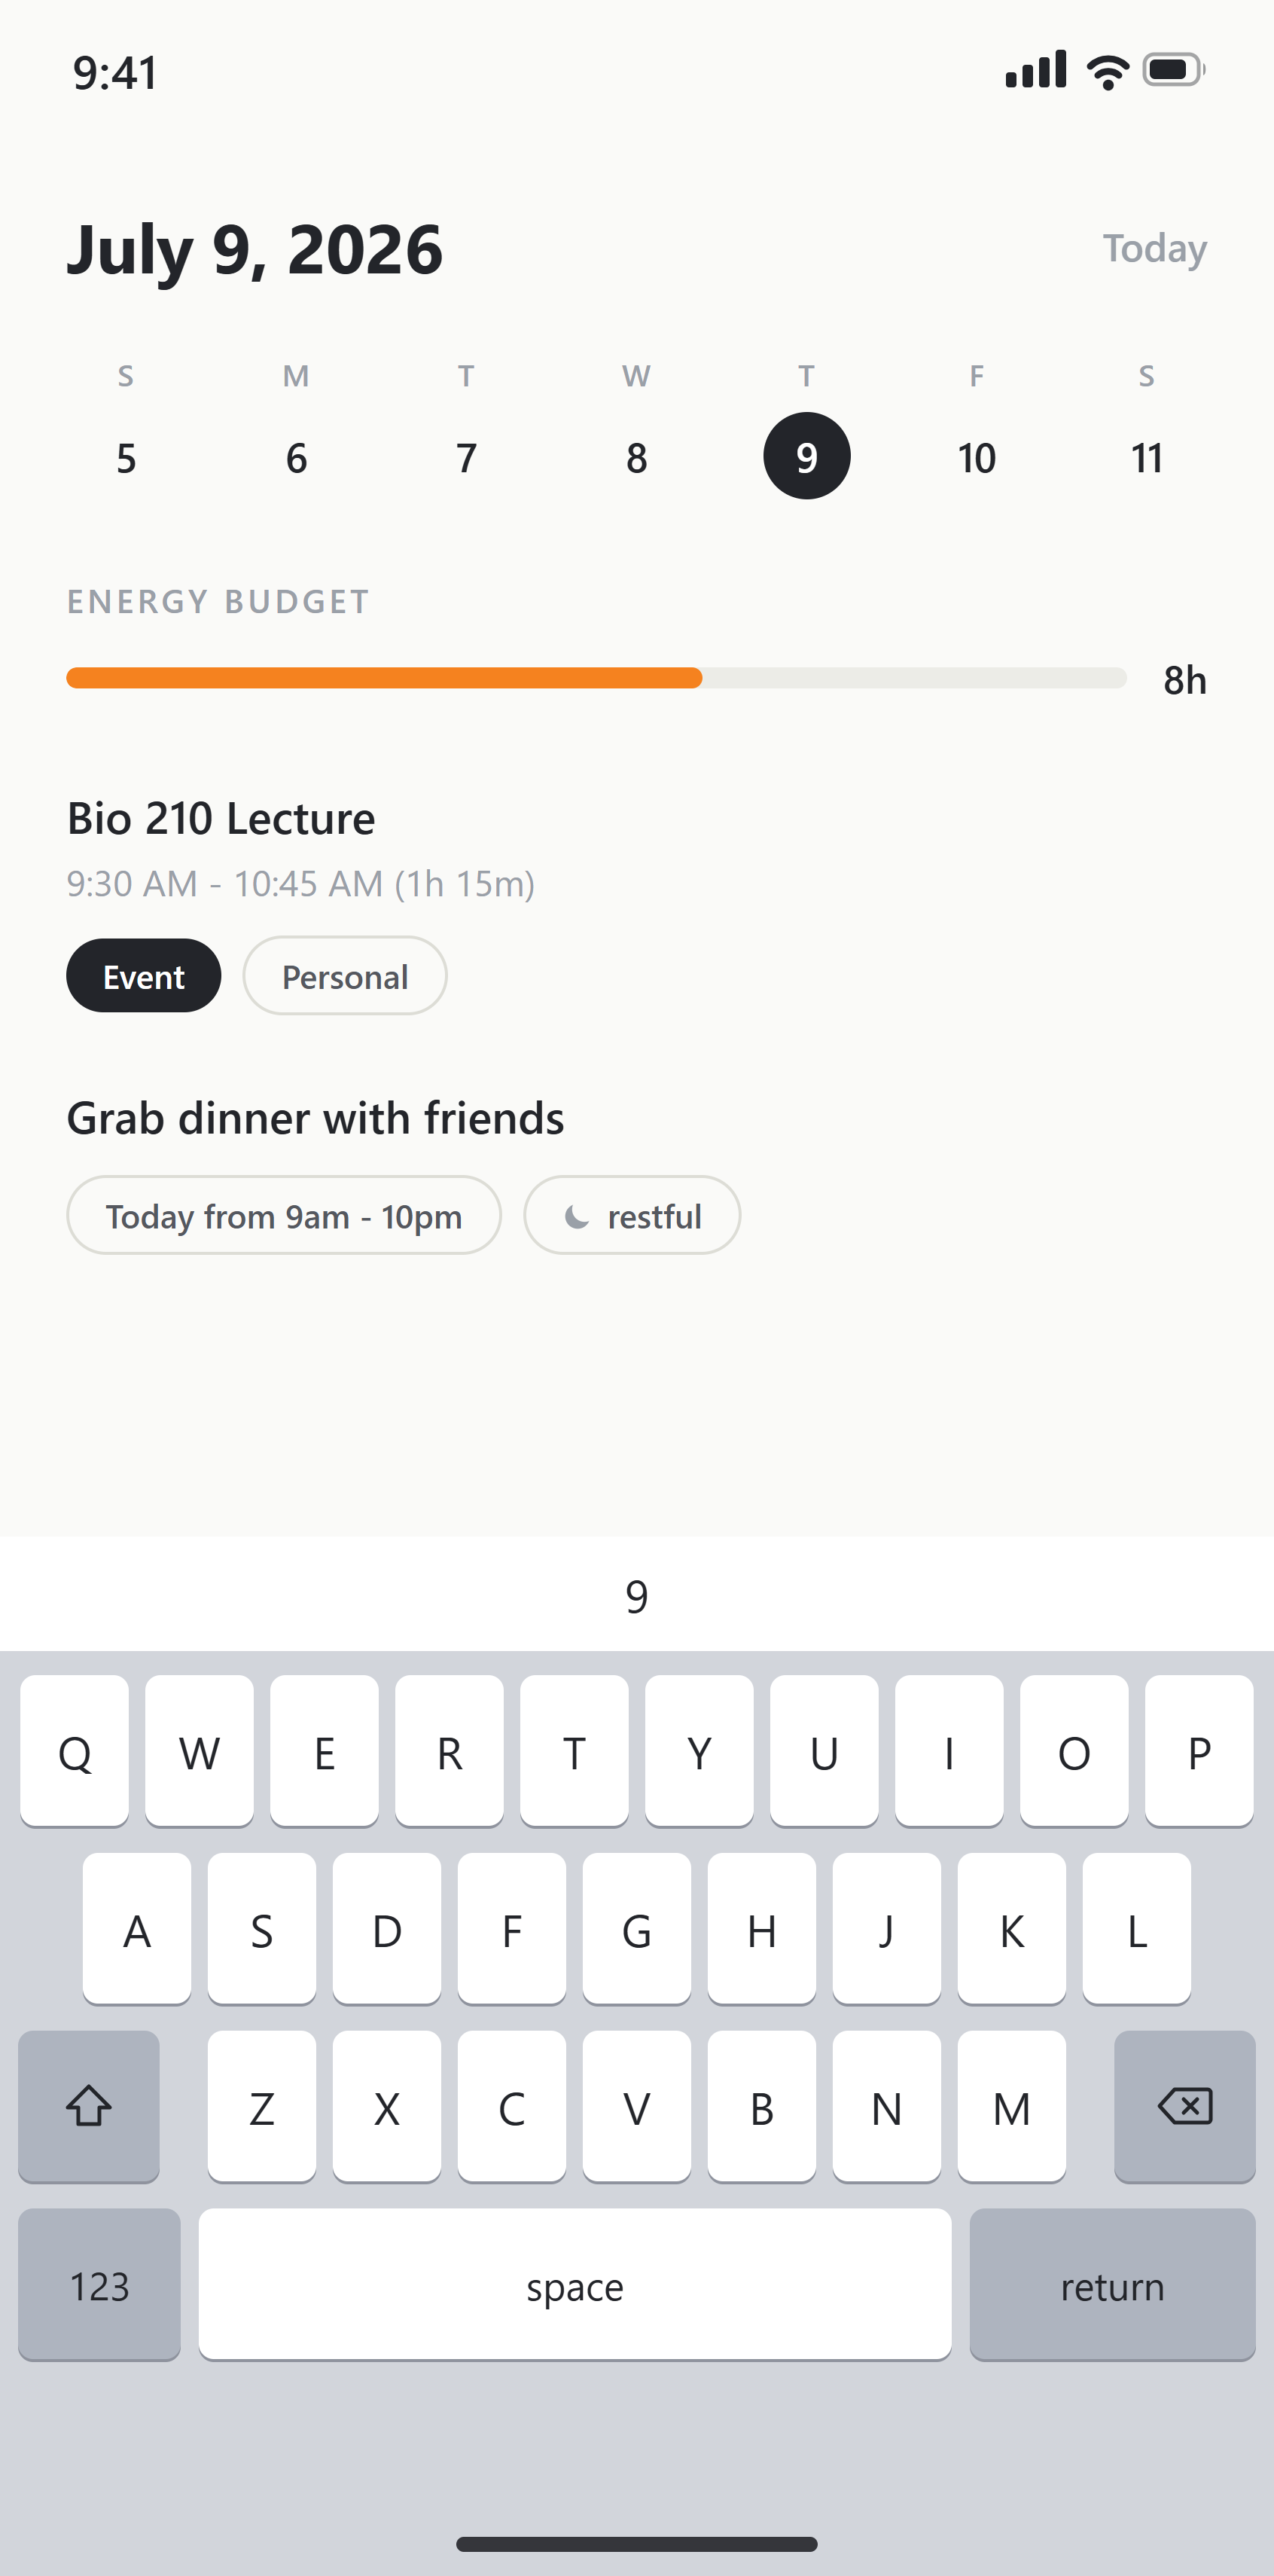 9:41
July 9, 2026
Today
S M T W T F S
5 6 7 8 9 10 11
ENERGY BUDGET
8h
Bio 210 Lecture
9:30 AM - 10:45 AM (1h 15m)
Event Personal
Grab dinner with friends
Today from 9am - 10pm restful
9
Q W E R T Y U I O P
A S D F G H J K L
Z X C V B N M
123 space return